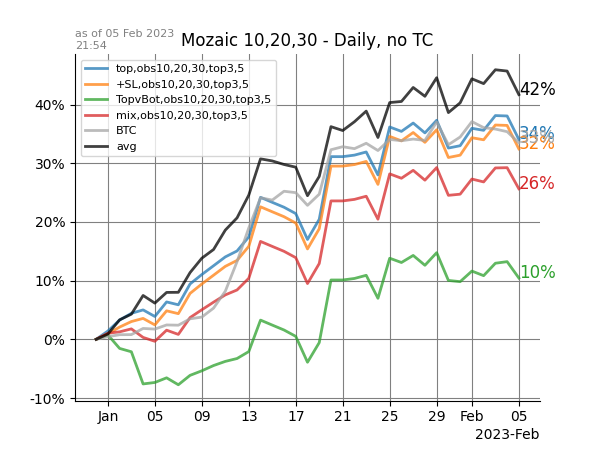 as of 05 Feb 2023
21:54
Mozaic 10,20,30 - Daily, no TC
top,obs10,20,30,top3,5
+SL,obs10,20,30,top3,5
TopvBot,obs10,20,30,top3,5
mix,obs10,20,30,top3,5
BTC
avg
42%
40%
34%
32%
30%
26%
20%
10%
10%
0%
-10%
Jan 05 09 13 17 21 25 29 Feb 05
2023-Feb